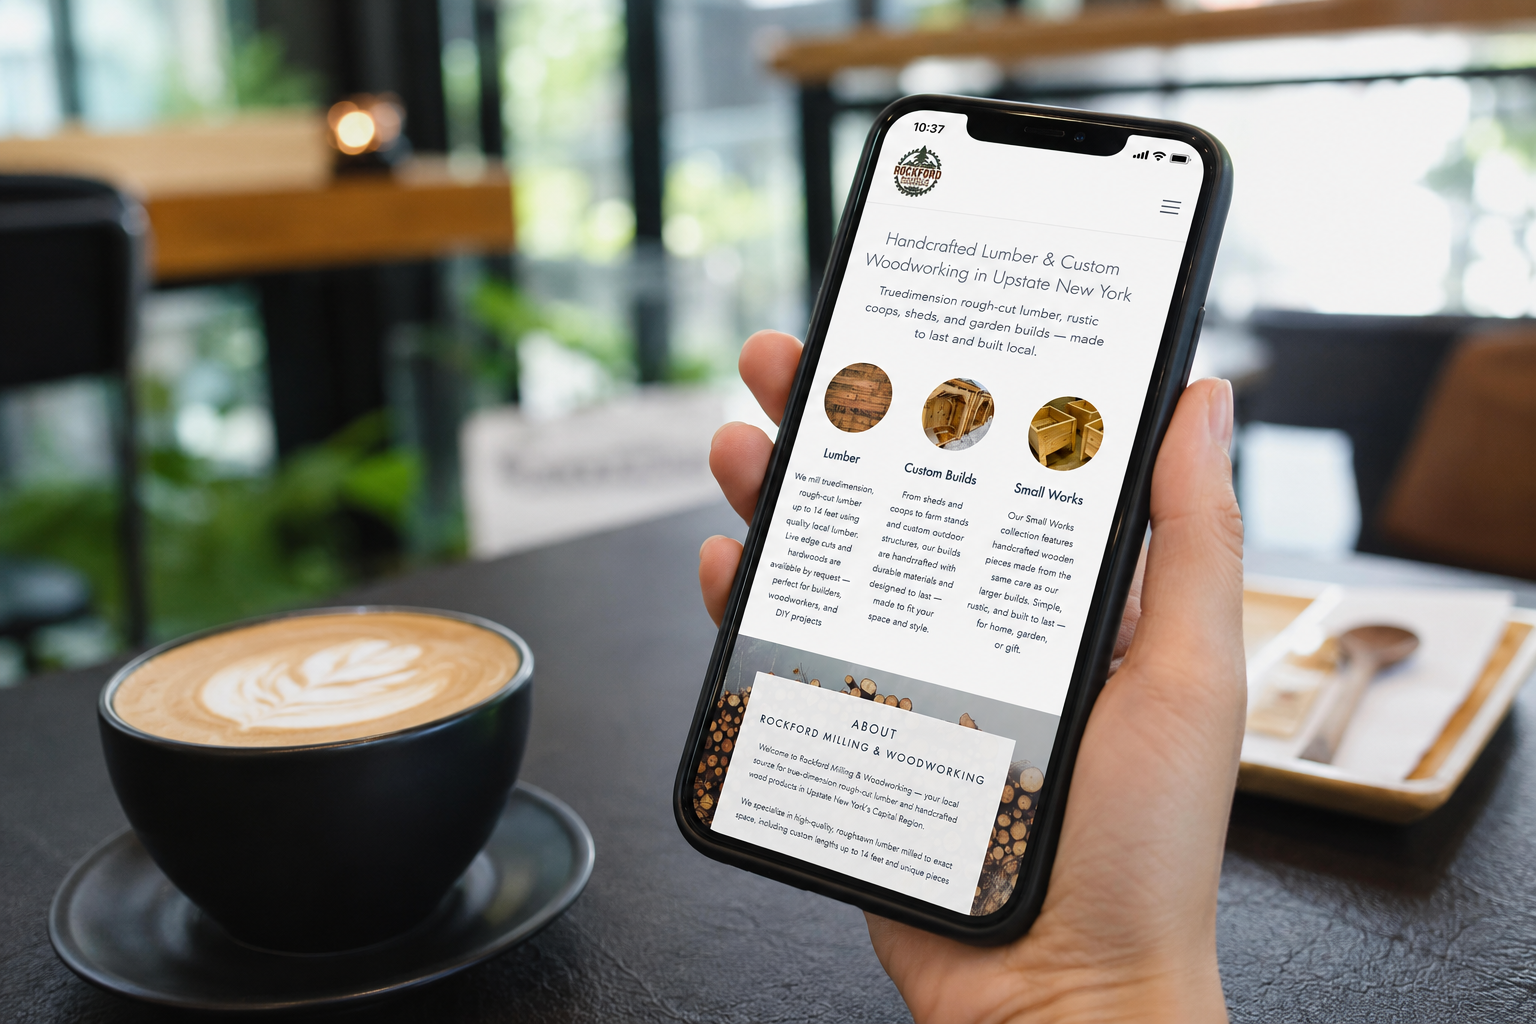 10:37
ROCKFORD
Handcrafted Lumber & Custom
Woodworking in Upstate New York
Truedimension rough-cut lumber, rustic
coops, sheds, and garden builds — made
to last and built local.
Lumber
We mill truedimension,
rough-cut lumber
up to 14 feet using
quality local lumber.
Live edge cuts and
hardwoods are
available by request —
perfect for builders,
woodworkers, and
DIY projects
Custom Builds
From sheds and
coops to farm stands
and custom outdoor
structures, our builds
are handcrafted with
durable materials and
designed to last —
made to fit your
space and style.
Small Works
Our Small Works
collection features
handcrafted wooden
pieces made from the
same care as our
larger builds. Simple,
rustic, and built to last —
for home, garden,
or gift.
ABOUT
ROCKFORD MILLING & WOODWORKING
Welcome to Rockford Milling & Woodworking — your local
source for true-dimension rough-cut lumber and handcrafted
wood products in Upstate New York's Capital Region.
We specialize in high-quality, roughsawn lumber milled to exact
space, including custom lengths up to 14 feet and unique pieces